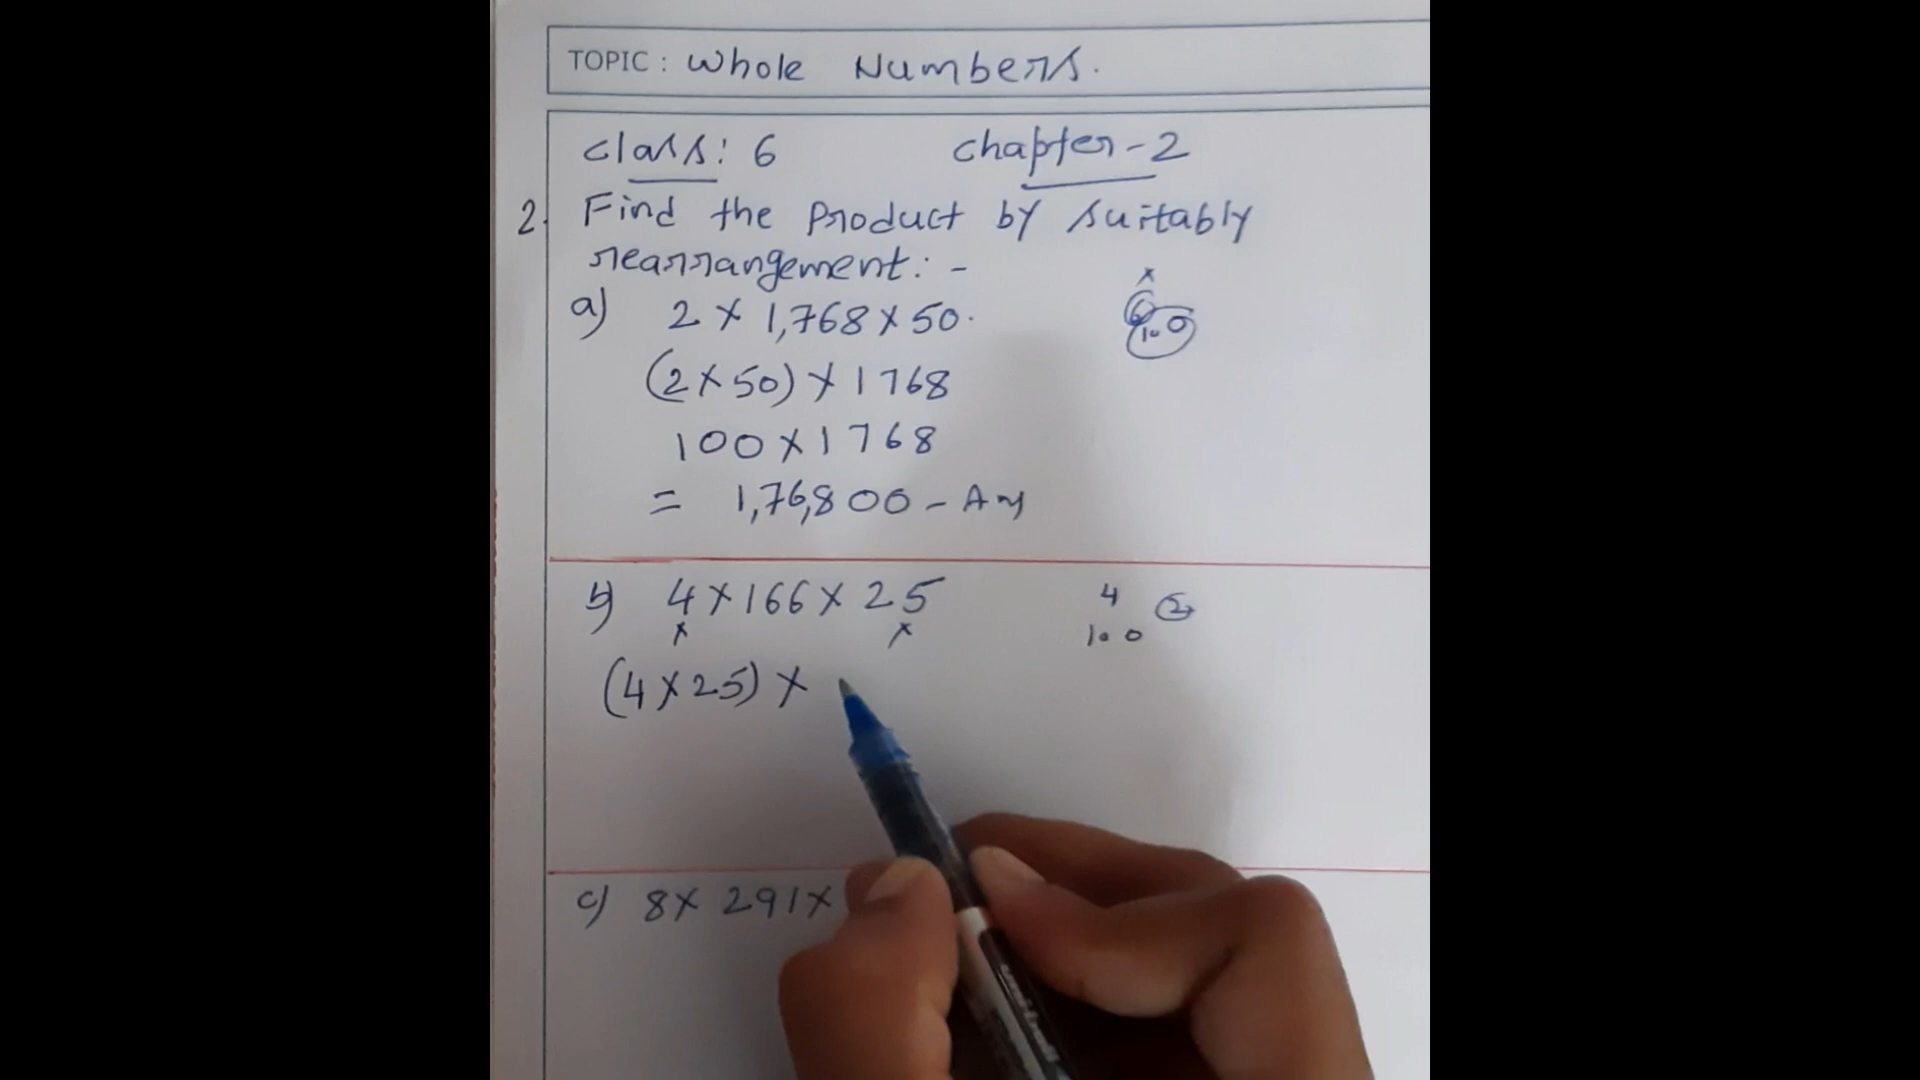 TOPIC : Whole Numbers.
Class: 6 Chapter-2
2. Find the Product by suitably
rearrangement: -
a) 2 × 1,768 × 50.
(2 × 50) × 1768
100 × 1768
= 1,76,800 - Ans
b) 4 × 166 × 25
4 2
100
(4 × 25) ×
c) 8 × 291 ×